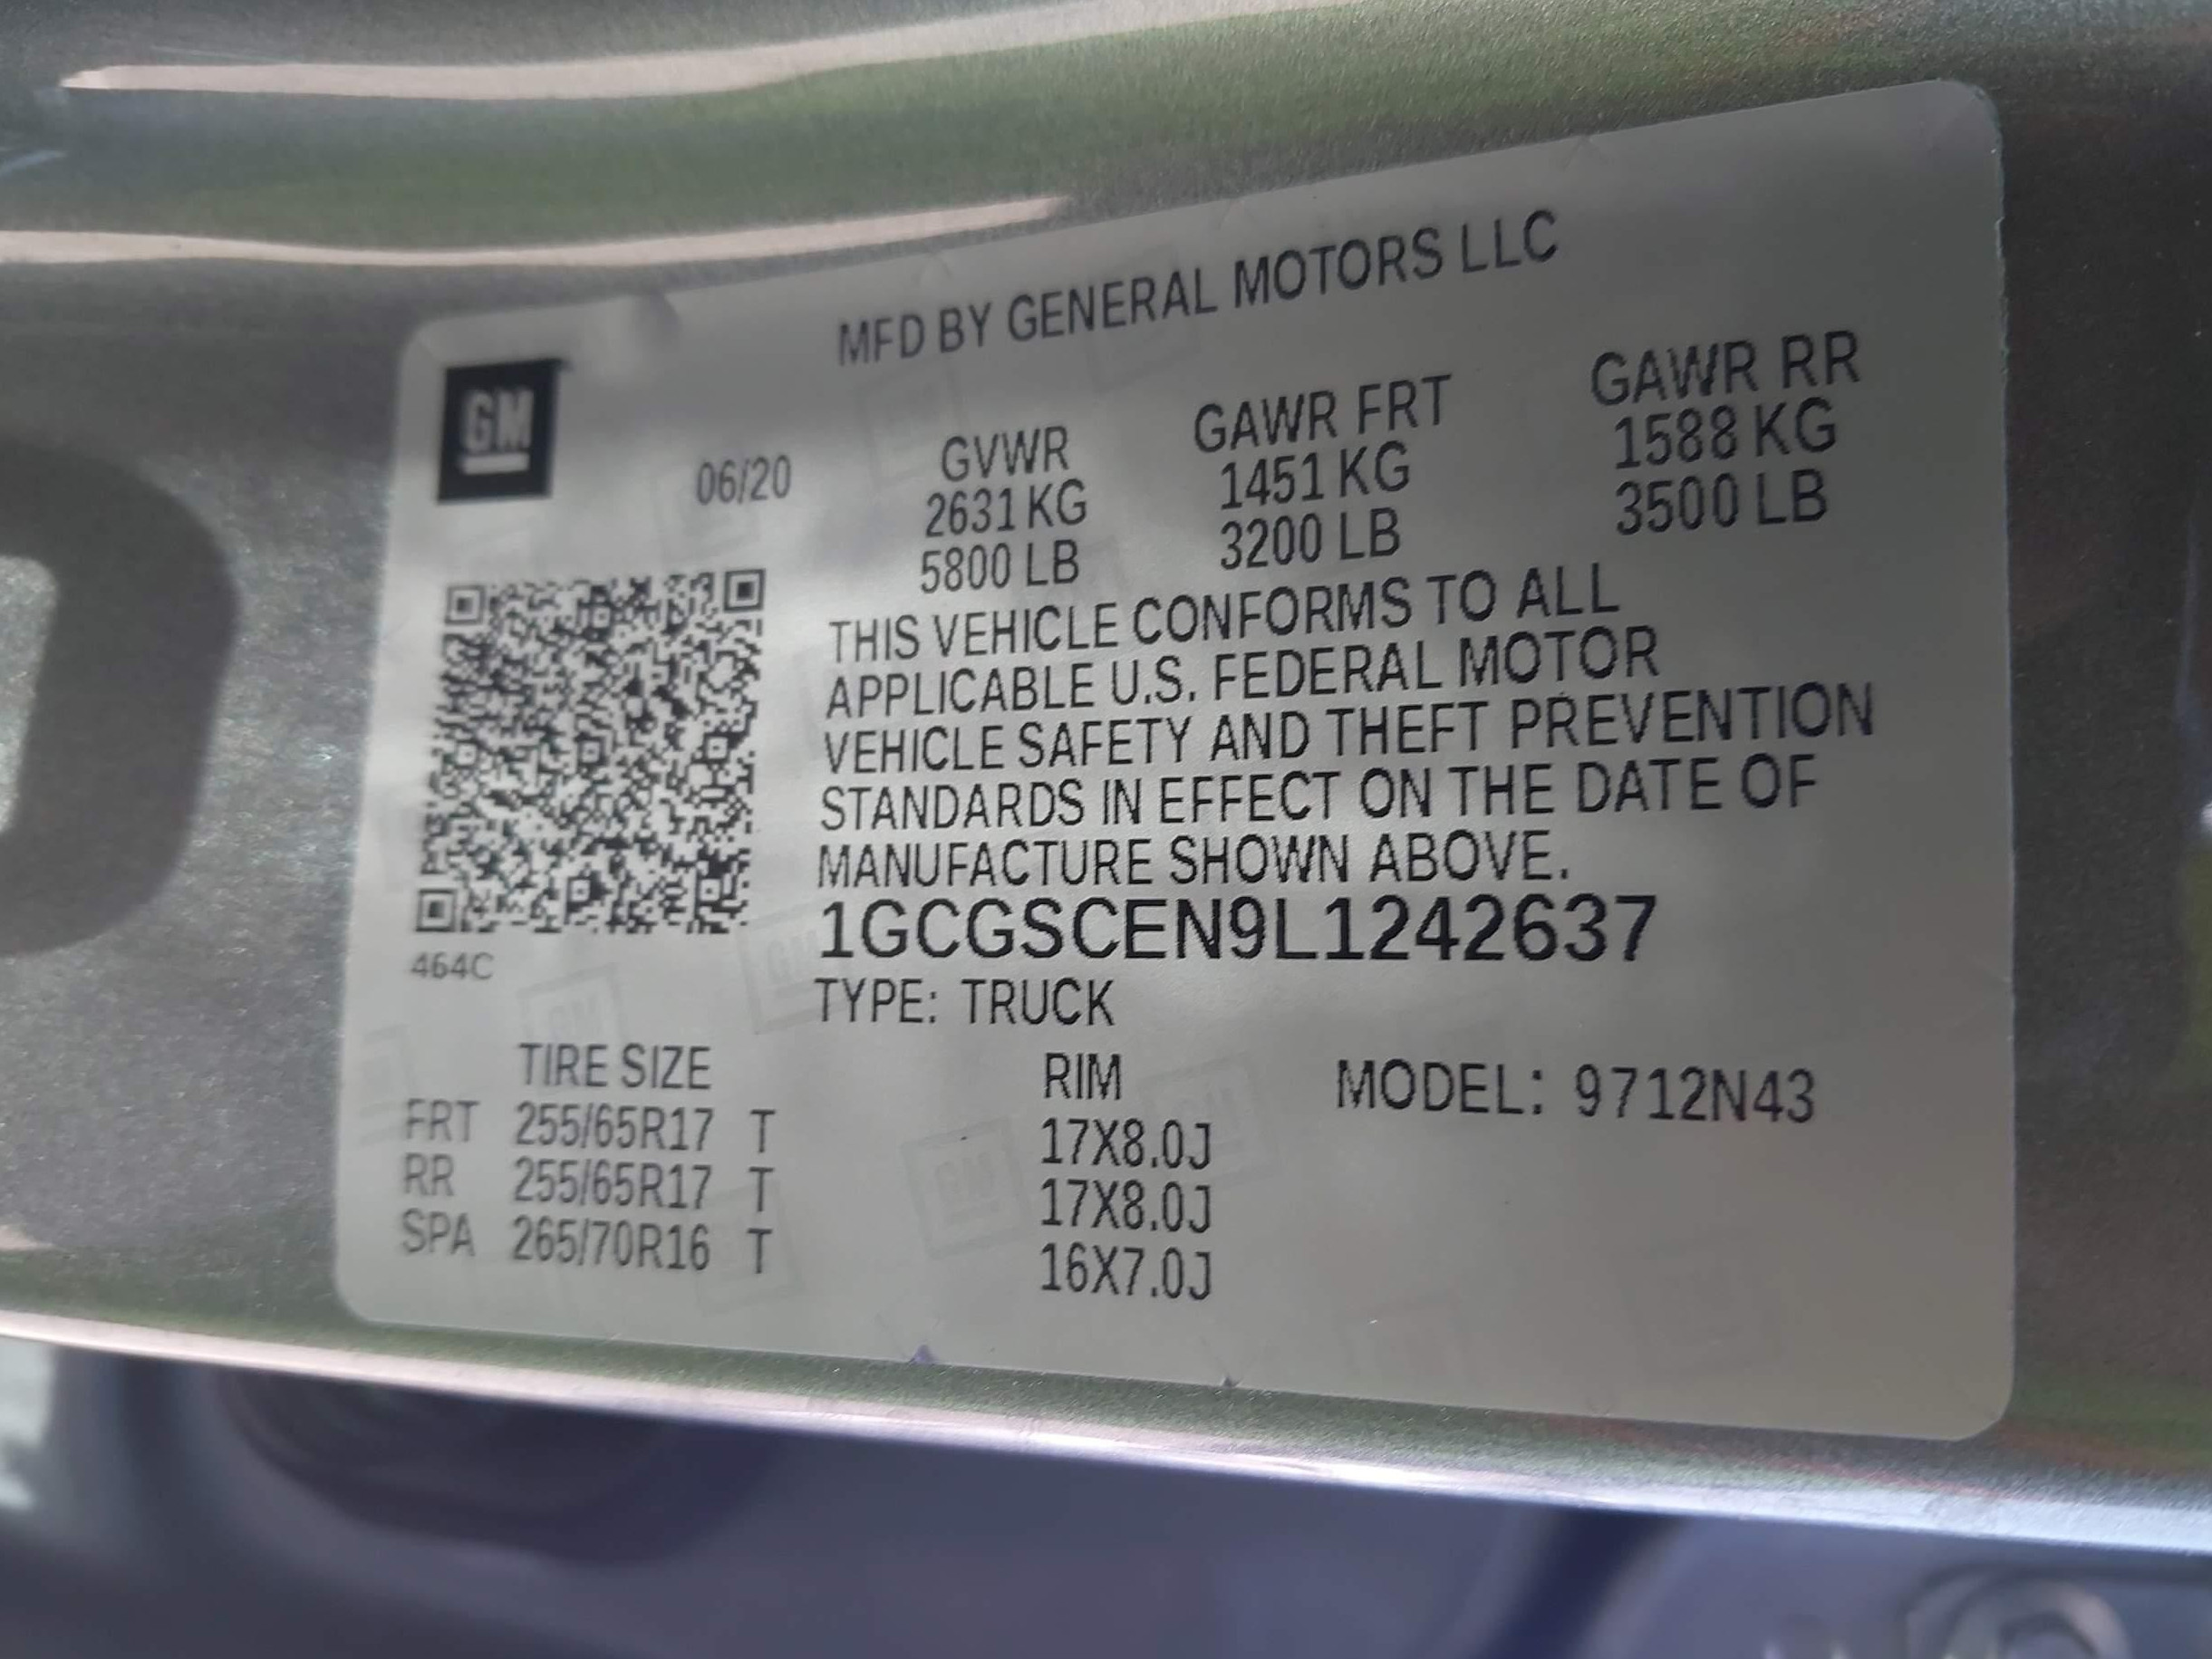 MFD BY GENERAL MOTORS LLC
GM
06/20 GVWR GAWR FRT GAWR RR
2631 KG 1451 KG 1588 KG
5800 LB 3200 LB 3500 LB
THIS VEHICLE CONFORMS TO ALL
APPLICABLE U.S. FEDERAL MOTOR
VEHICLE SAFETY AND THEFT PREVENTION
STANDARDS IN EFFECT ON THE DATE OF
MANUFACTURE SHOWN ABOVE.
1GCGSCEN9L1242637
464C
TYPE: TRUCK
TIRE SIZE RIM MODEL: 9712N43
FRT 255/65R17 T 17X8.0J
RR 255/65R17 T 17X8.0J
SPA 265/70R16 T 16X7.0J